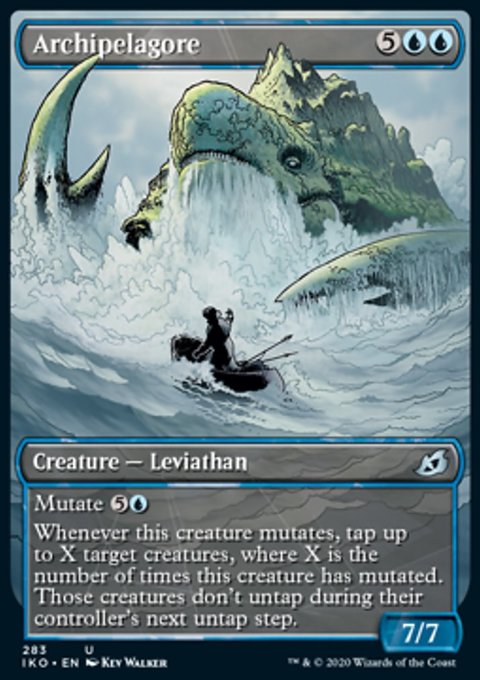 Archipelagore 5
Creature — Leviathan
Mutate 5
Whenever this creature mutates, tap up
to X target creatures, where X is the
number of times this creature has mutated.
Those creatures don't untap during their
controller's next untap step.
7/7
283 U
IKO • EN Kev Walker
™ & © 2020 Wizards of the Coast